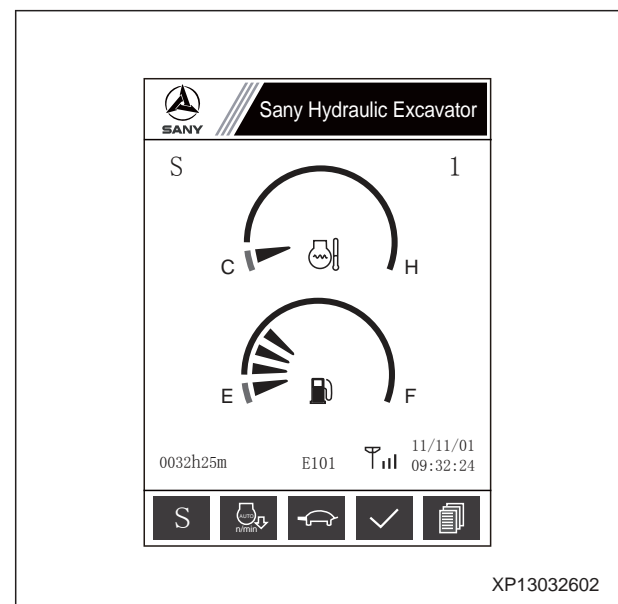 SANY
Sany Hydraulic Excavator
S 1
C H
E F
0032h25m E101 11/11/01
09:32:24
S AUTO n/min
XP13032602